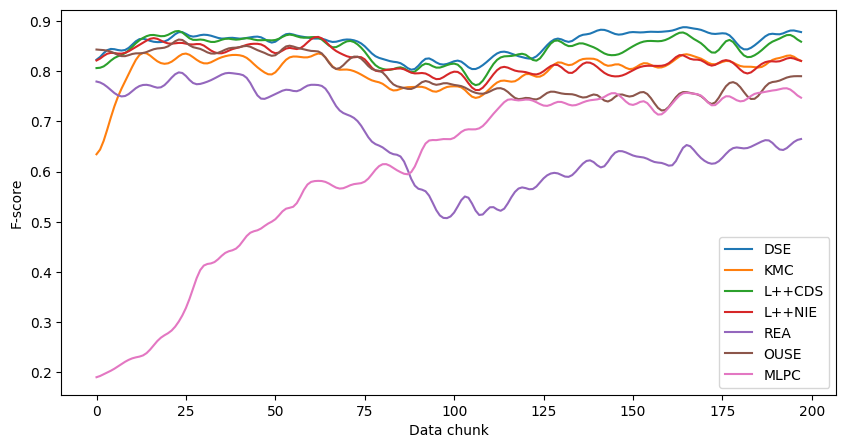 0.9
0.8
0.7
0.6
0.5
0.4
0.3
0.2
F-score
0 25 50 75 100 125 150 175 200
Data chunk
DSE
KMC
L++CDS
L++NIE
REA
OUSE
MLPC